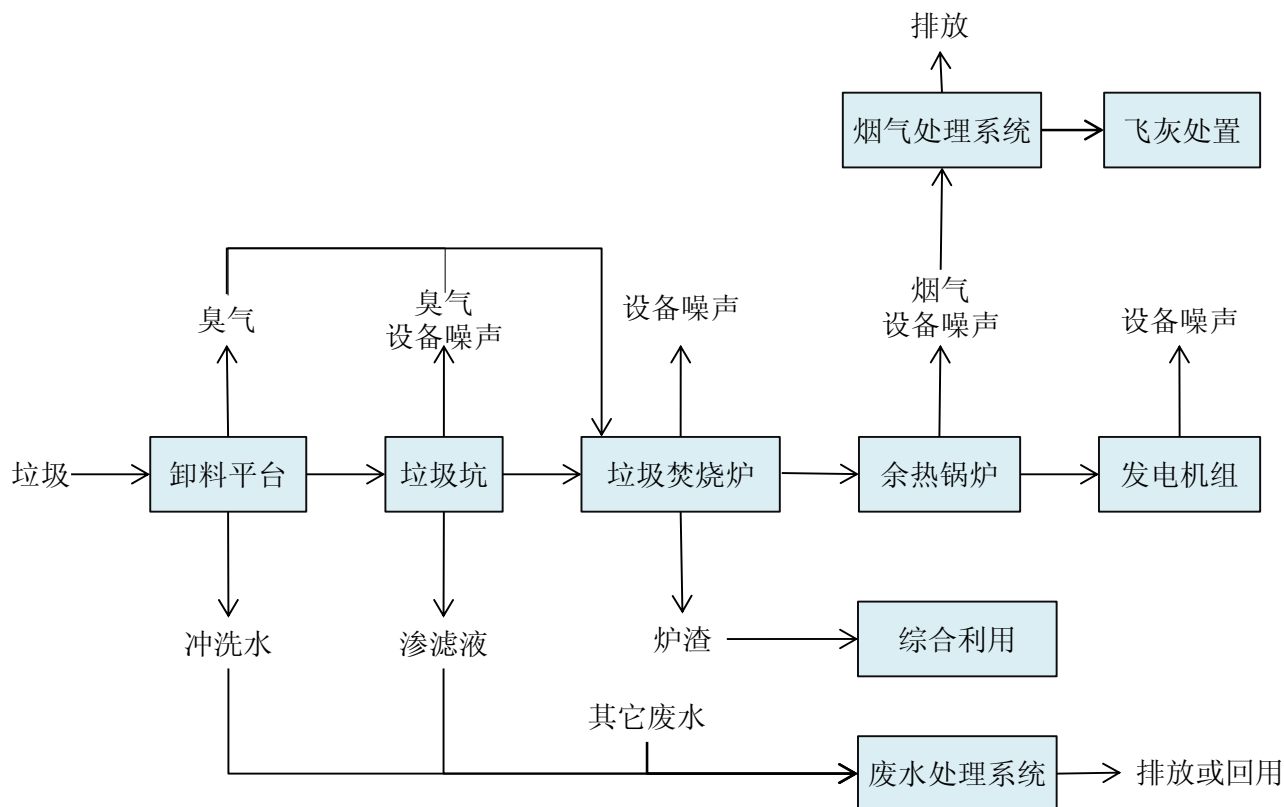 排放
烟气处理系统
飞灰处置
臭气
臭气
设备噪声
设备噪声
烟气
设备噪声
设备噪声
垃圾
卸料平台
垃圾坑
垃圾焚烧炉
余热锅炉
发电机组
冲洗水
渗滤液
炉渣
综合利用
其它废水
废水处理系统
排放或回用